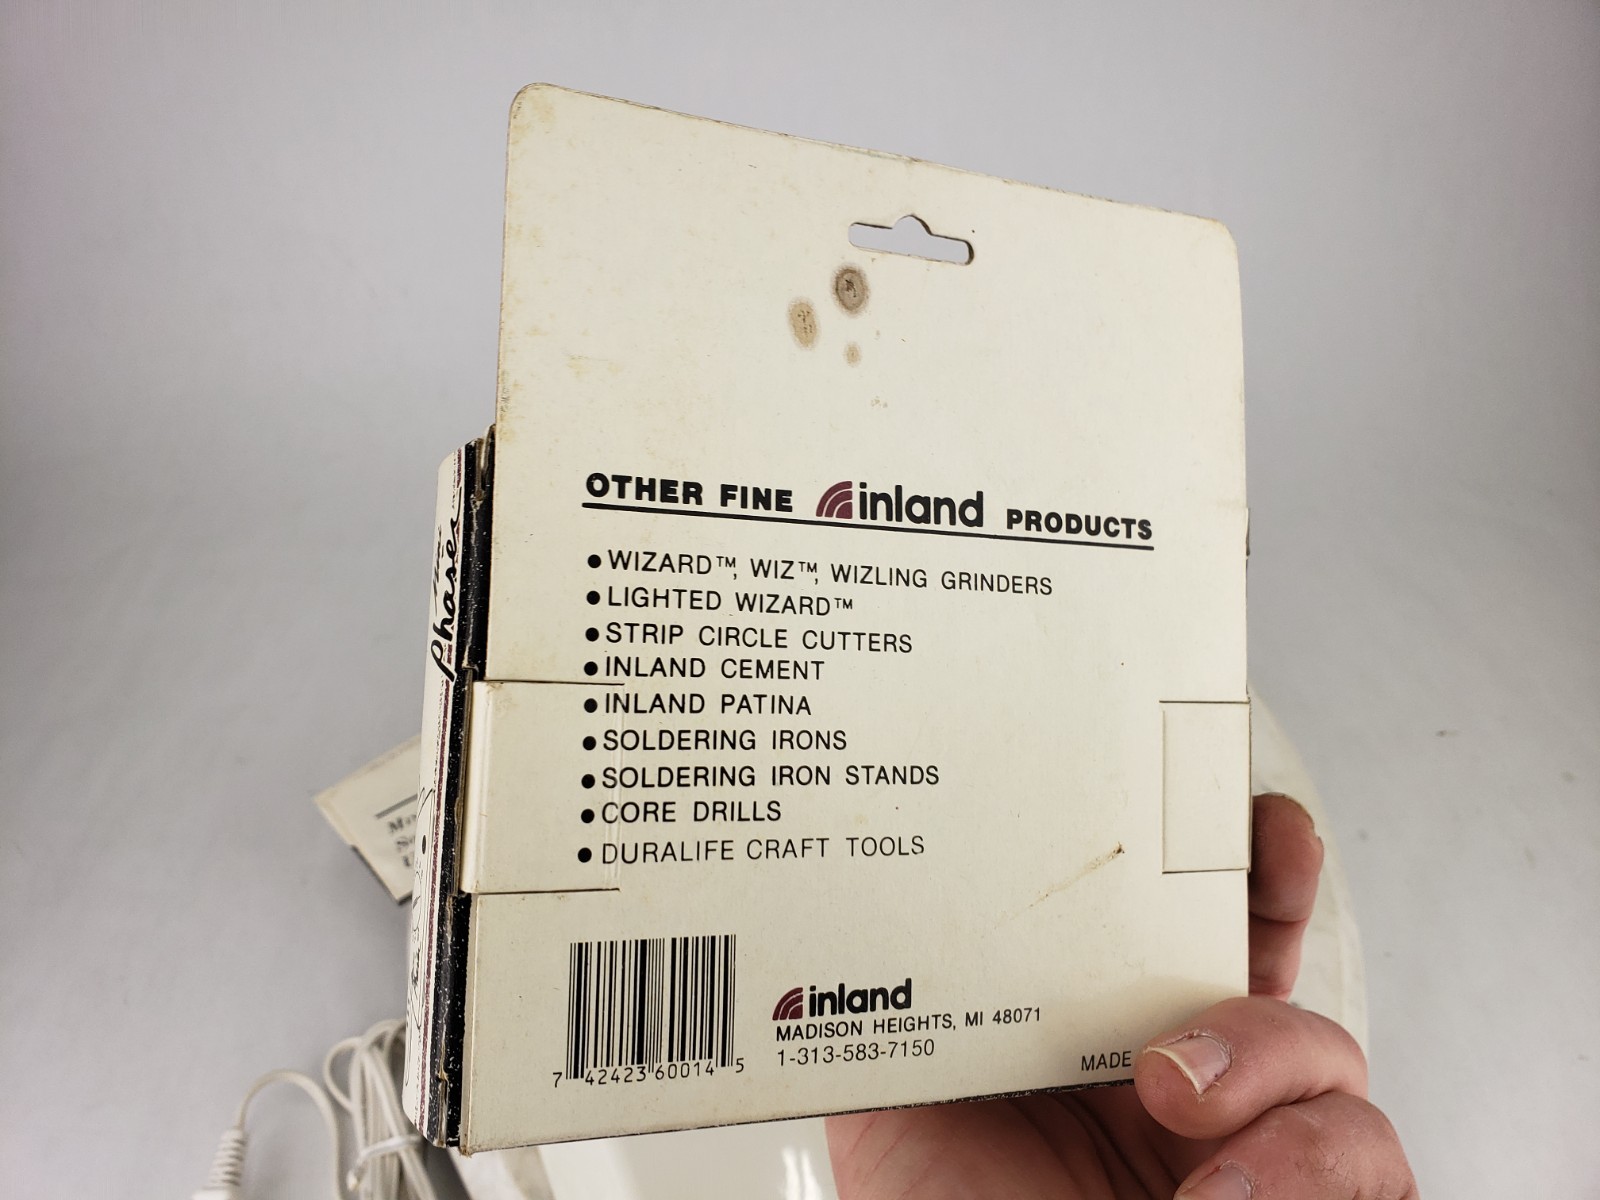 OTHER FINE inland PRODUCTS
●WIZARD™, WIZ™, WIZLING GRINDERS
●LIGHTED WIZARD™
●STRIP CIRCLE CUTTERS
●INLAND CEMENT
●INLAND PATINA
●SOLDERING IRONS
●SOLDERING IRON STANDS
●CORE DRILLS
●DURALIFE CRAFT TOOLS
7 42423 60014 5
inland
MADISON HEIGHTS, MI 48071
1-313-583-7150
MADE
phaser